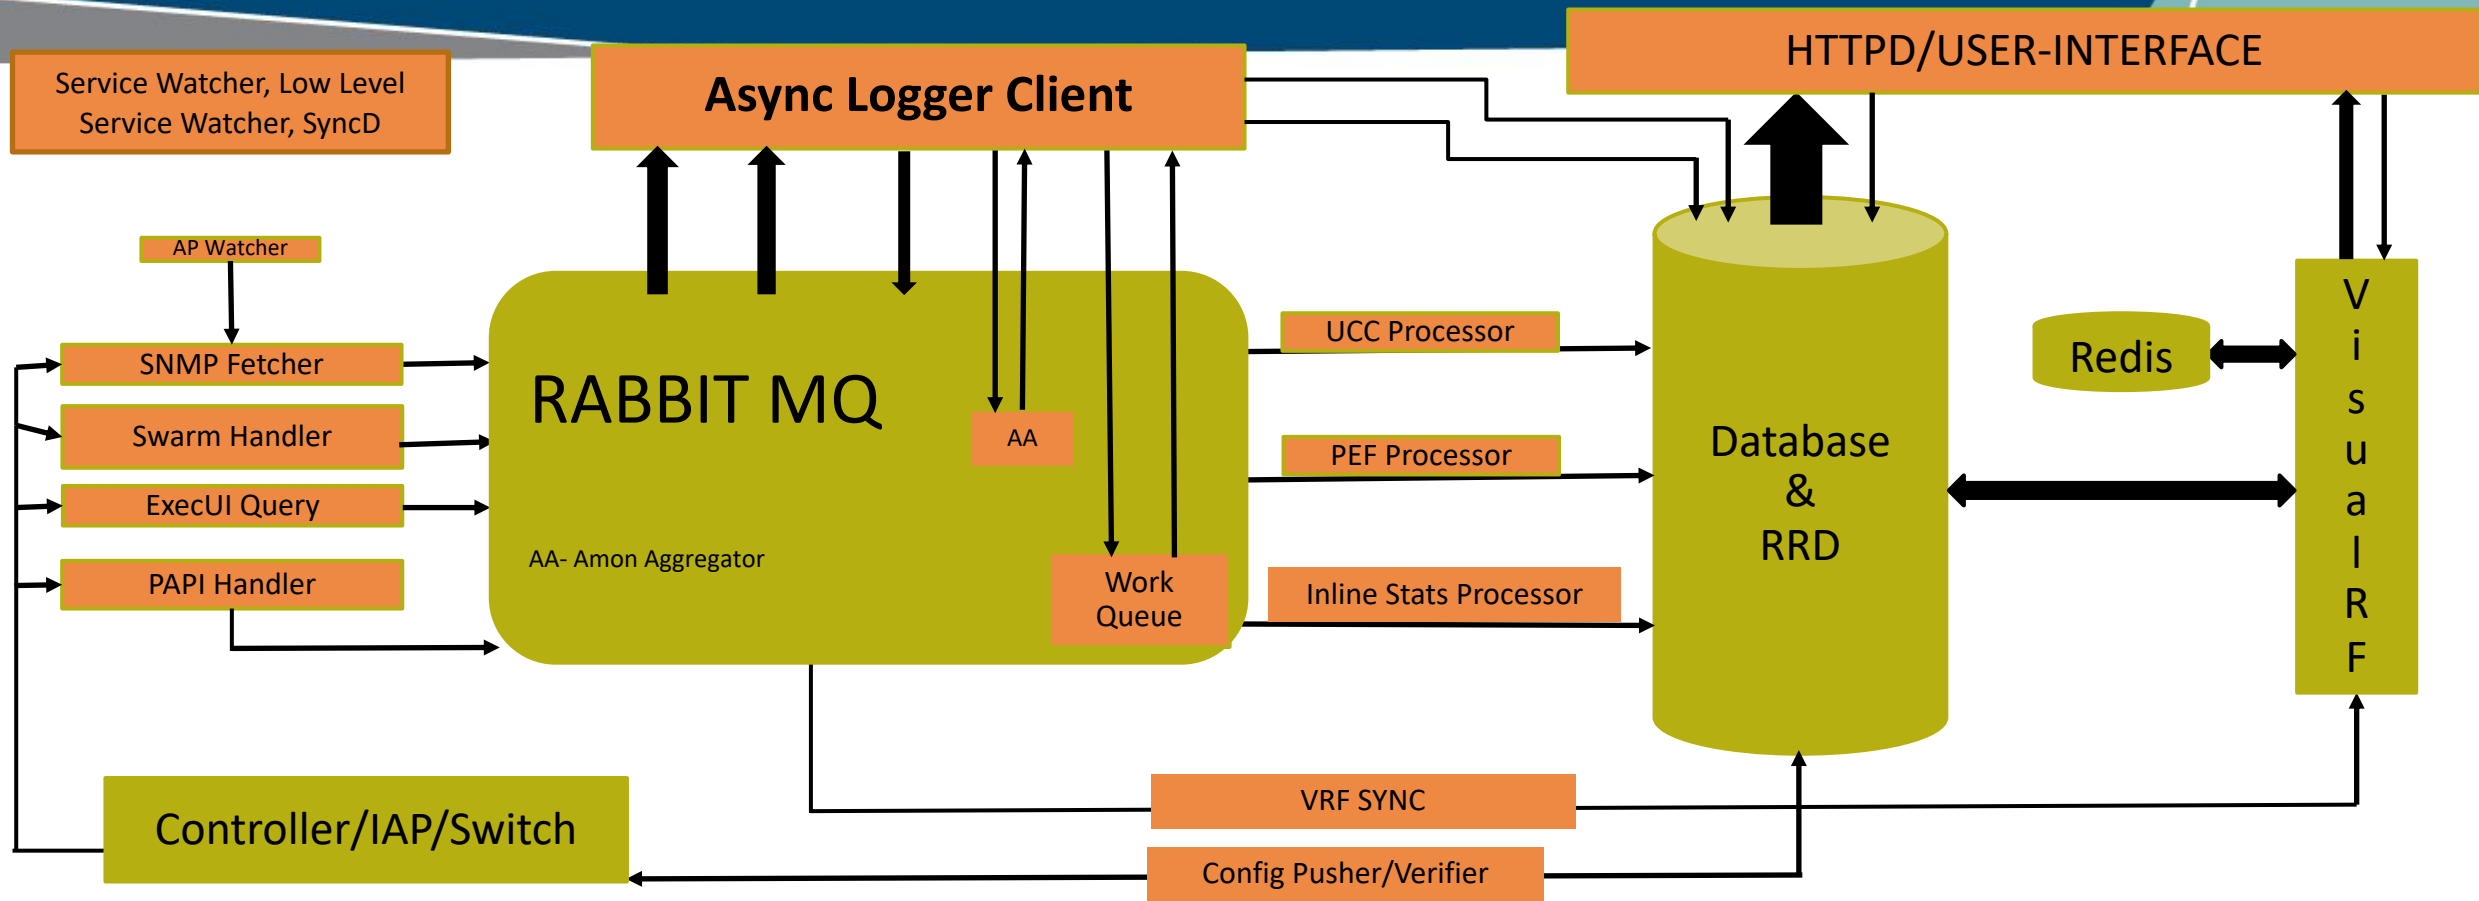 HTTPD/USER-INTERFACE
Service Watcher, Low Level
Service Watcher, SyncD
Async Logger Client
AP Watcher
SNMP Fetcher
Swarm Handler
ExecUI Query
PAPI Handler
RABBIT MQ
AA
AA- Amon Aggregator
Work
Queue
UCC Processor
PEF Processor
Inline Stats Processor
Database
&
RRD
Redis
V
i
s
u
a
l
R
F
Controller/IAP/Switch
VRF SYNC
Config Pusher/Verifier